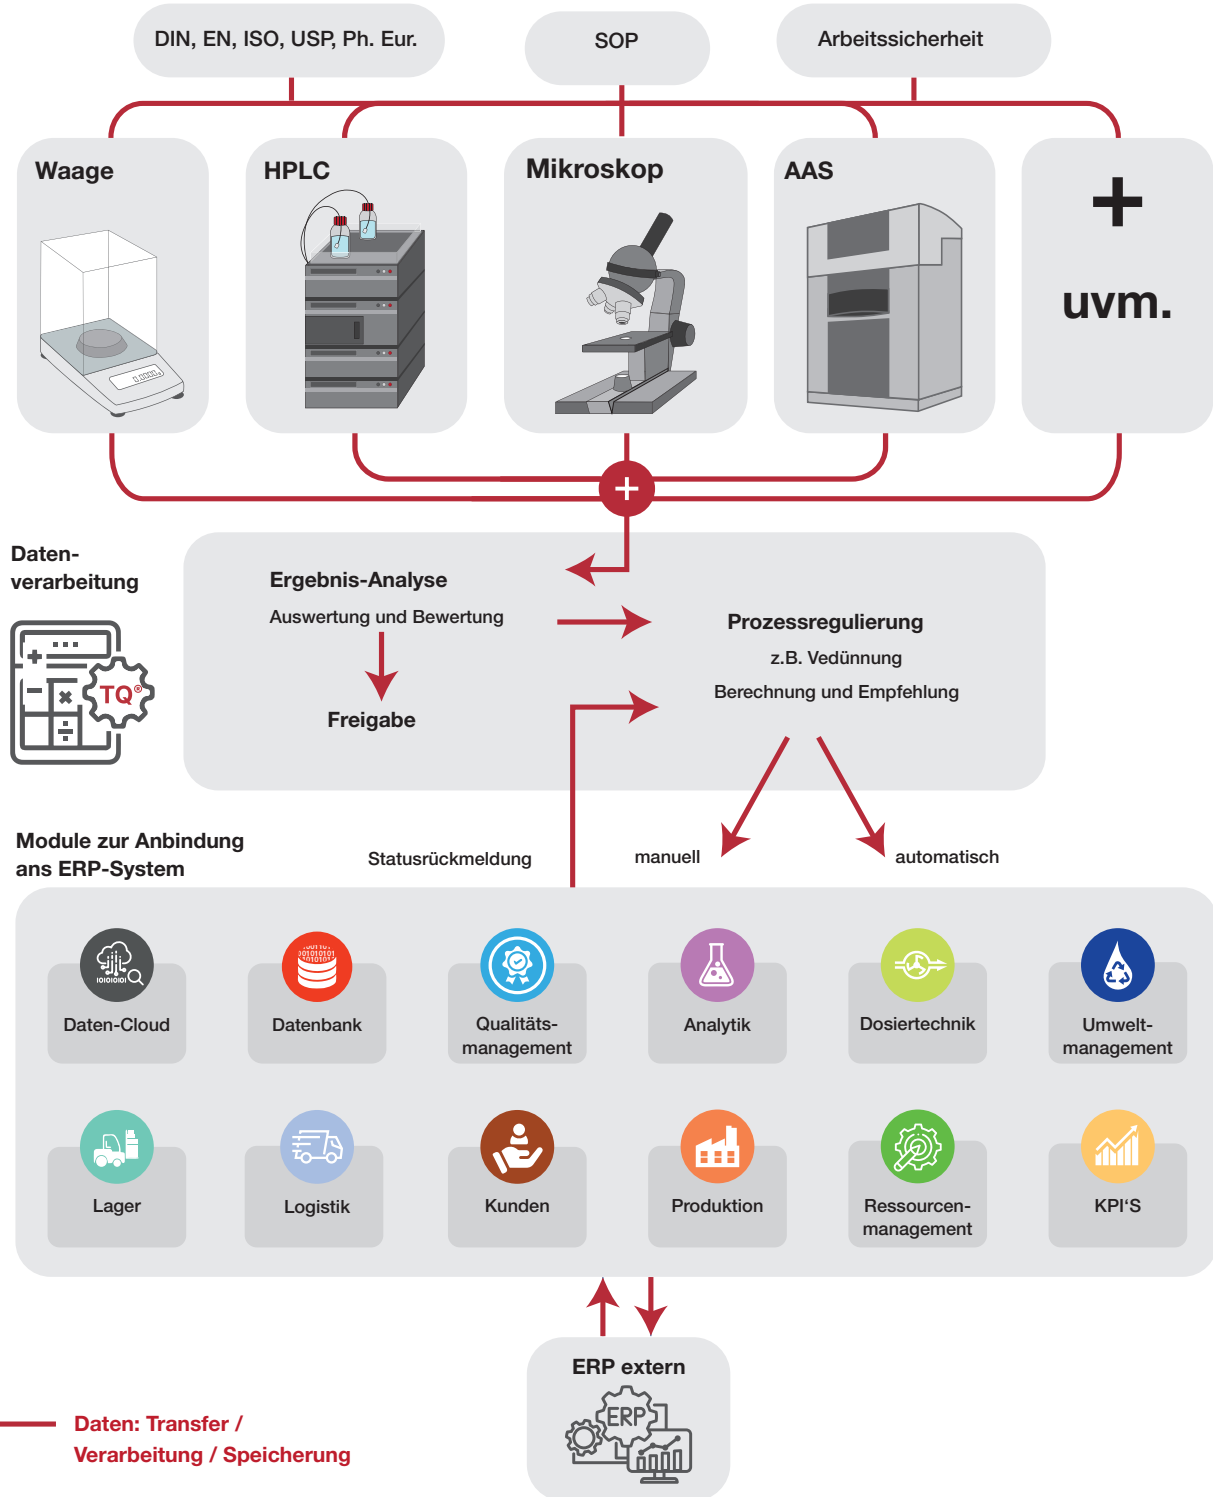 DIN, EN, ISO, USP, Ph. Eur.
SOP
Arbeitssicherheit
Waage
HPLC
Mikroskop
AAS
+
uvm.
0.0000g
+
Daten-
verarbeitung
TQ®
Ergebnis-Analyse
Auswertung und Bewertung
Freigabe
Prozessregulierung
z.B. Vedünnung
Berechnung und Empfehlung
Module zur Anbindung
ans ERP-System
Statusrückmeldung
manuell
automatisch
Daten-Cloud
Datenbank
Qualitäts-
management
Analytik
Dosiertechnik
Umwelt-
management
Lager
Logistik
Kunden
Produktion
Ressourcen-
management
KPI‘S
ERP extern
ERP
Daten: Transfer /
Verarbeitung / Speicherung